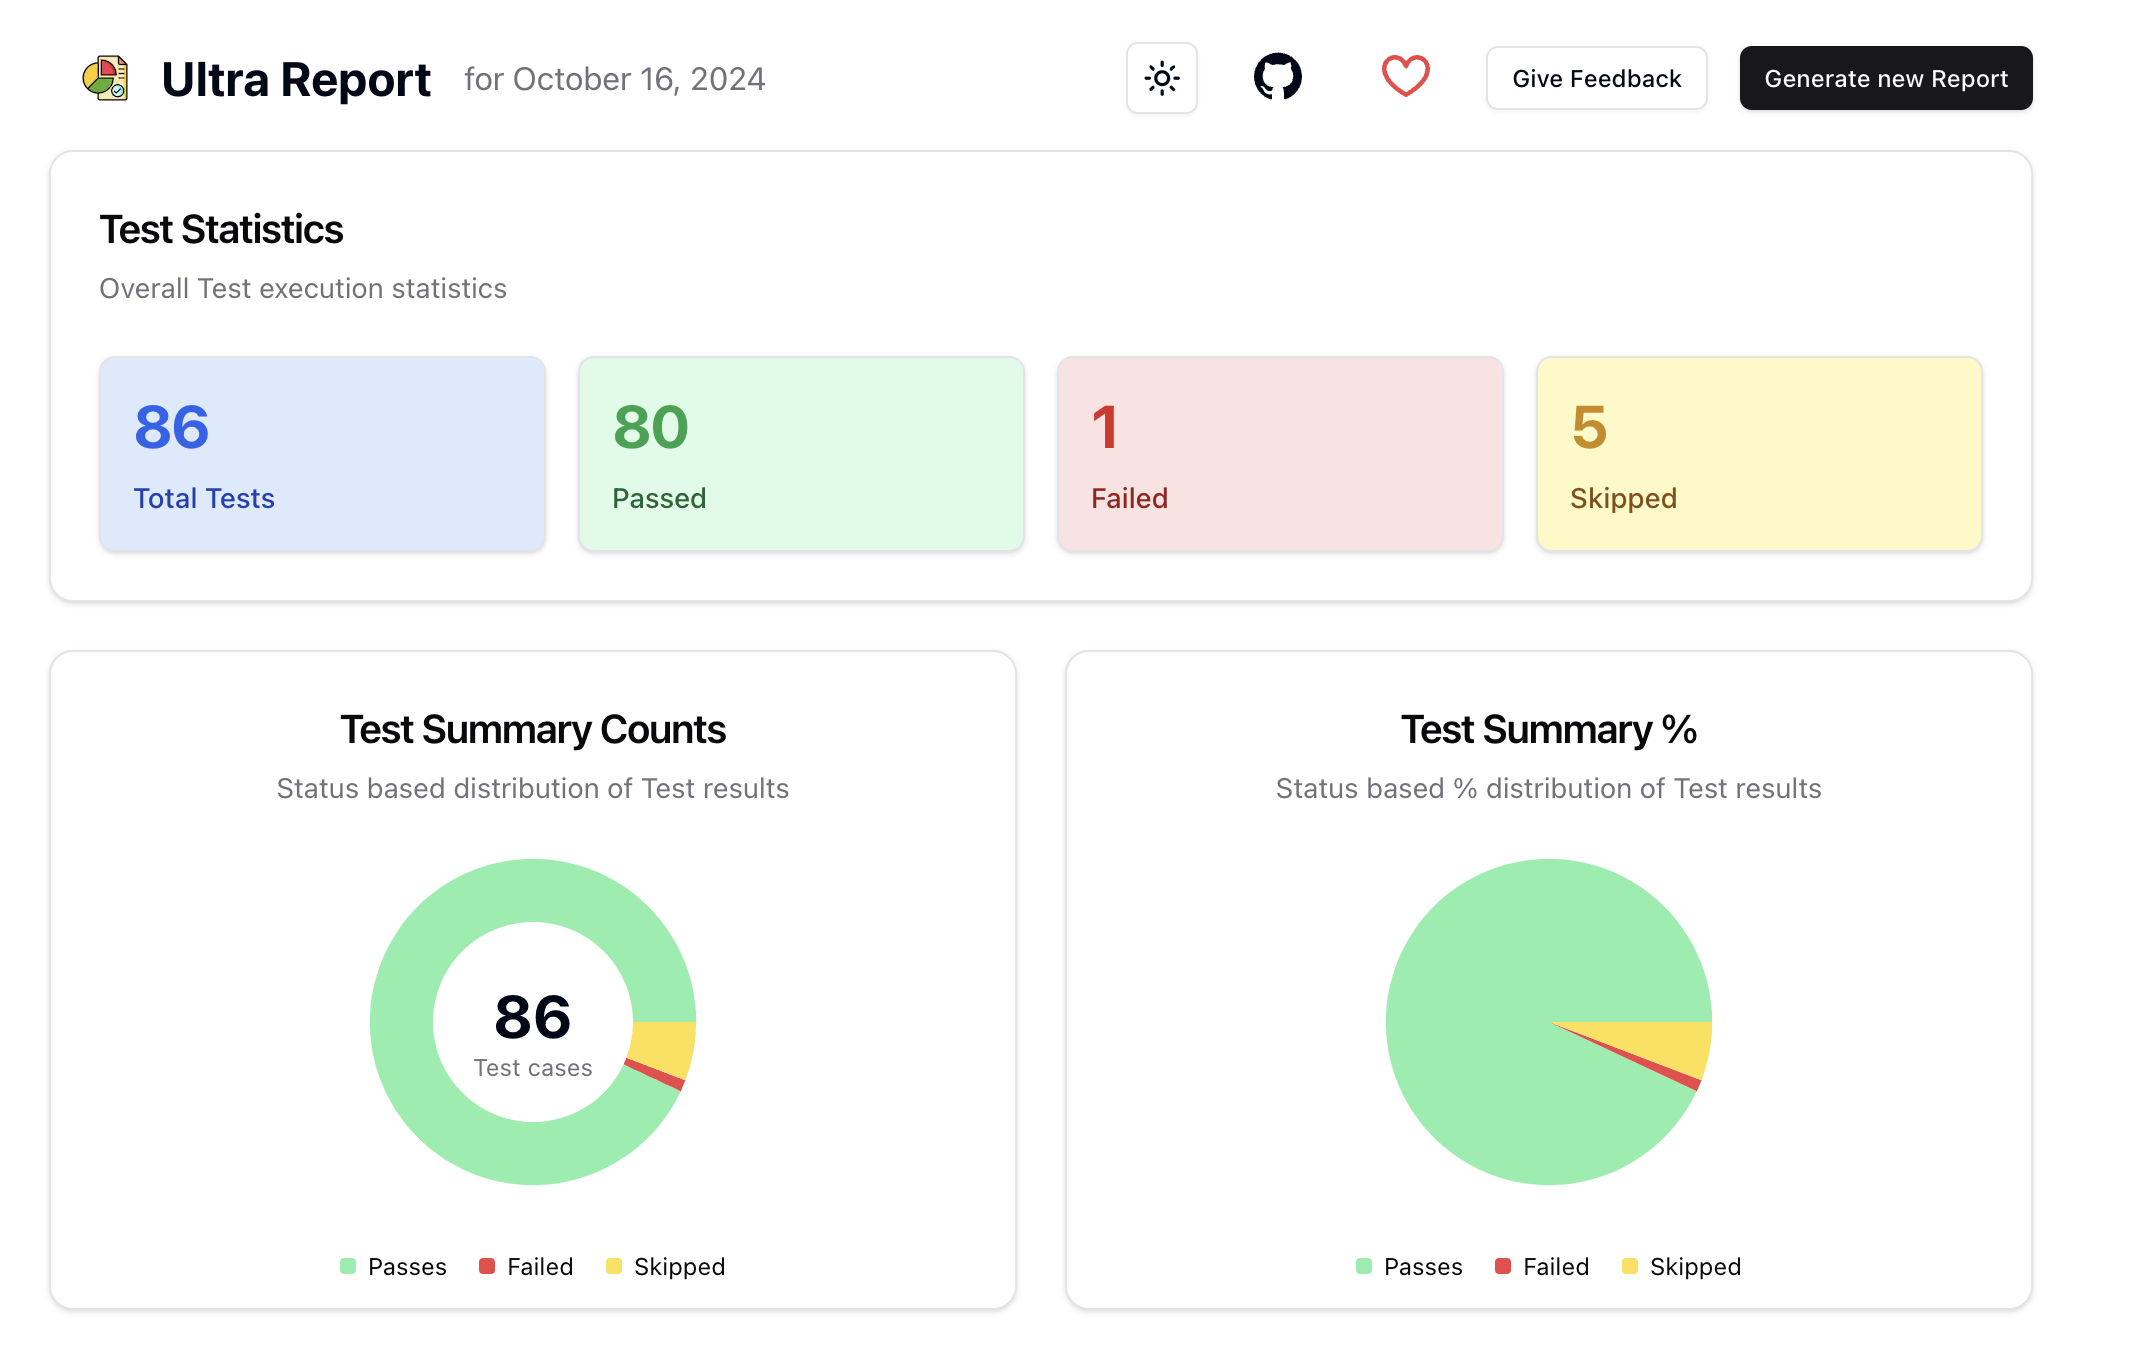 Ultra Report for October 16, 2024
Give Feedback
Generate new Report
Test Statistics
Overall Test execution statistics
86
Total Tests
80
Passed
1
Failed
5
Skipped
Test Summary Counts
Status based distribution of Test results
86
Test cases
Passes Failed Skipped
Test Summary %
Status based % distribution of Test results
Passes Failed Skipped